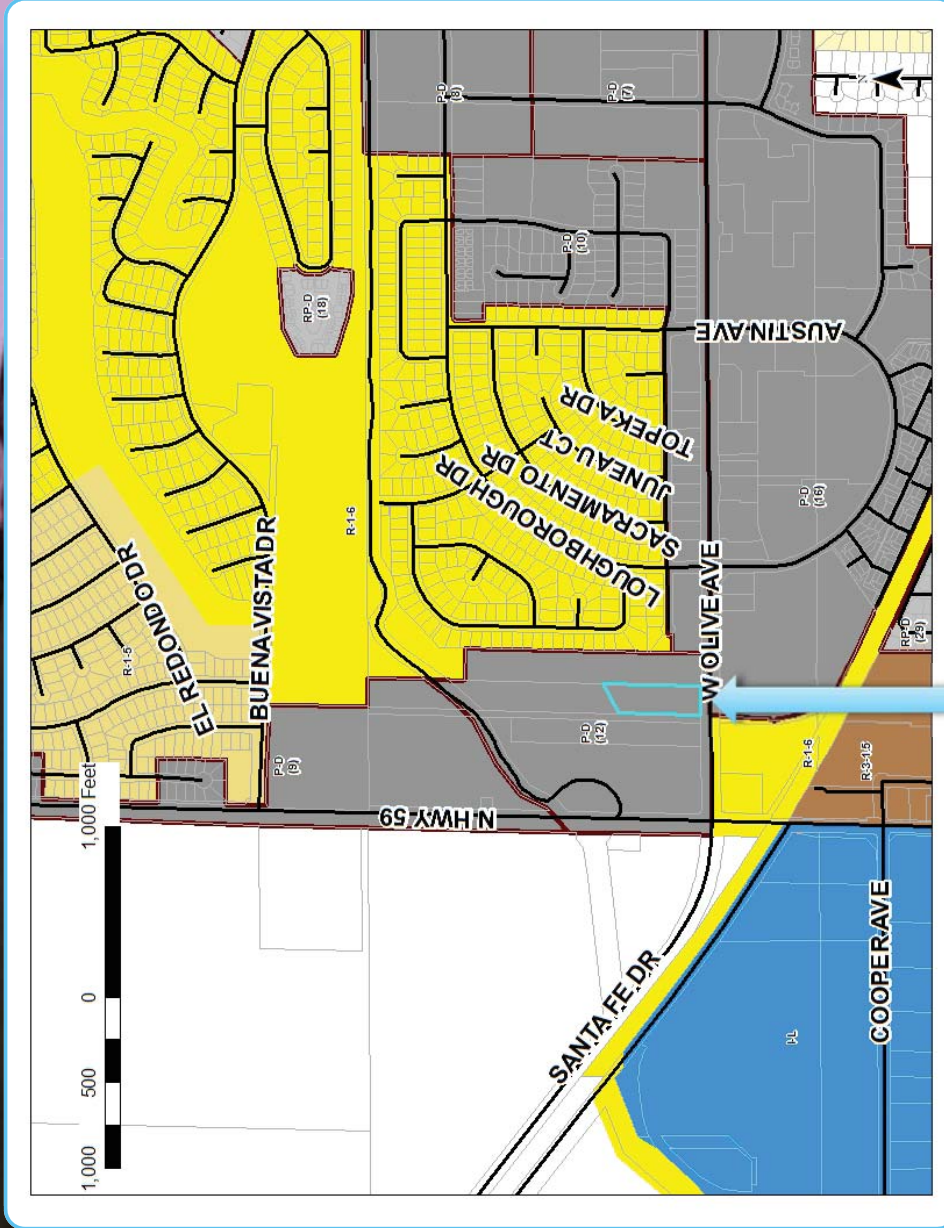 1,000
500
0
1,000 Feet
EL REDONDO DR
R-1-5
BUENA VISTA DR
RP-D
(18)
R-1-6
P-D
(8)
P-D
(7)
P-D
(9)
P-D
(10)
N HWY 59
P-D
(12)
LOUGHBOROUGH DR
SACRAMENTO DR
JUNEAU CT
TOPEKA DR
AUSTIN AVE
W OLIVE AVE
P-D
(16)
SANTA FE DR
R-1-6
R-3-1.5
RP-D
(29)
I-L
COOPER AVE
N